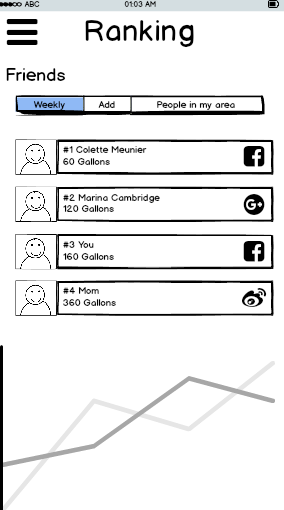 ABC 01:03 AM
Ranking
Friends
Weekly Add People in my area
#1 Colette Meunier
60 Gallons
#2 Marina Cambridge
120 Gallons
#3 You
160 Gallons
#4 Mom
360 Gallons